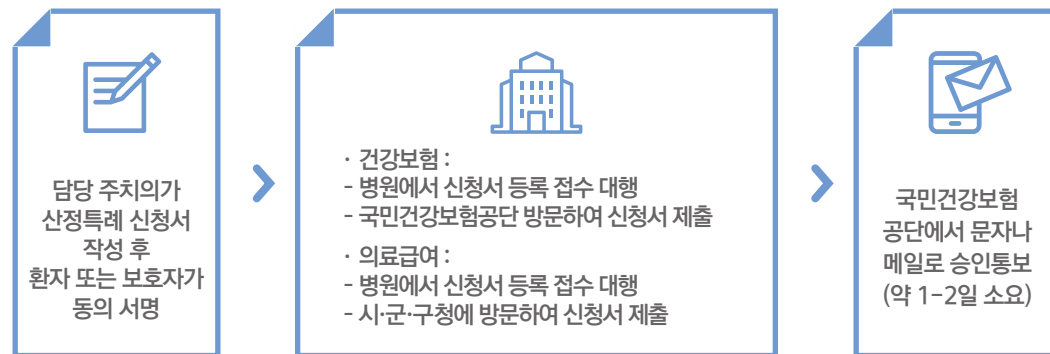 담당 주치의가
산정특례 신청서
작성 후
환자 또는 보호자가
동의 서명
· 건강보험 :
- 병원에서 신청서 등록 접수 대행
- 국민건강보험공단 방문하여 신청서 제출
· 의료급여 :
- 병원에서 신청서 등록 접수 대행
- 시·군·구청에 방문하여 신청서 제출
국민건강보험
공단에서 문자나
메일로 승인통보
(약 1-2일 소요)